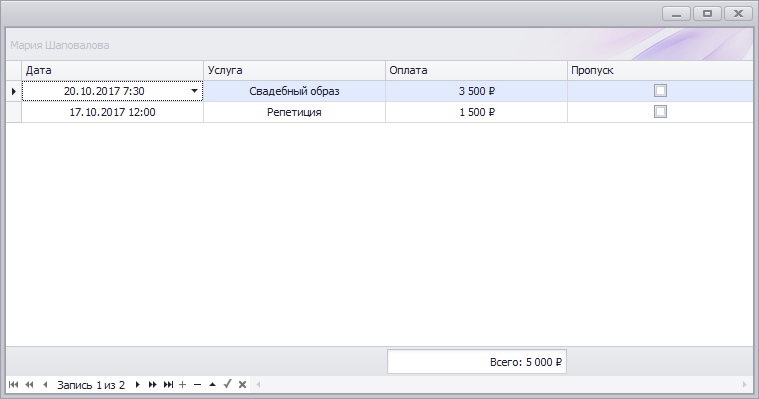 Мария Шаповалова
Дата Услуга Оплата Пропуск
20.10.2017 7:30 Свадебный образ 3 500 ₽
17.10.2017 12:00 Репетиция 1 500 ₽
Всего: 5 000 ₽
Запись 1 из 2